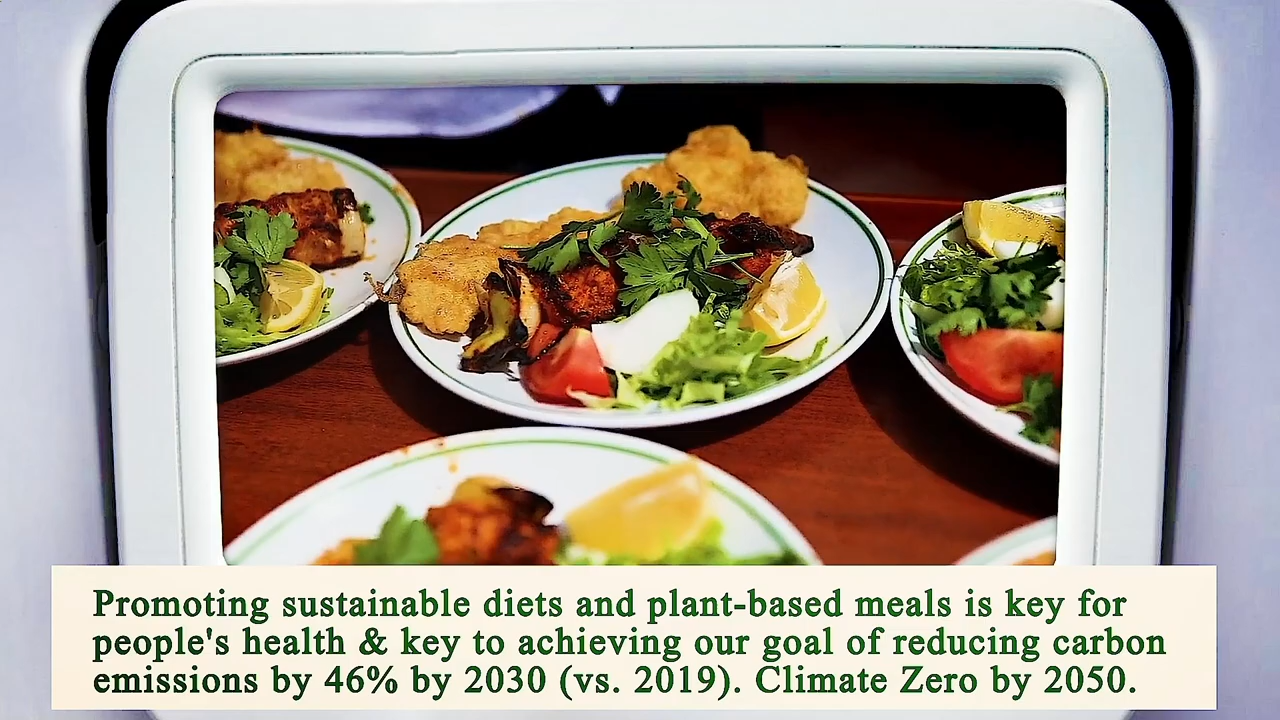 Promoting sustainable diets and plant-based meals is key for
people's health & key to achieving our goal of reducing carbon
emissions by 46% by 2030 (vs. 2019). Climate Zero by 2050.